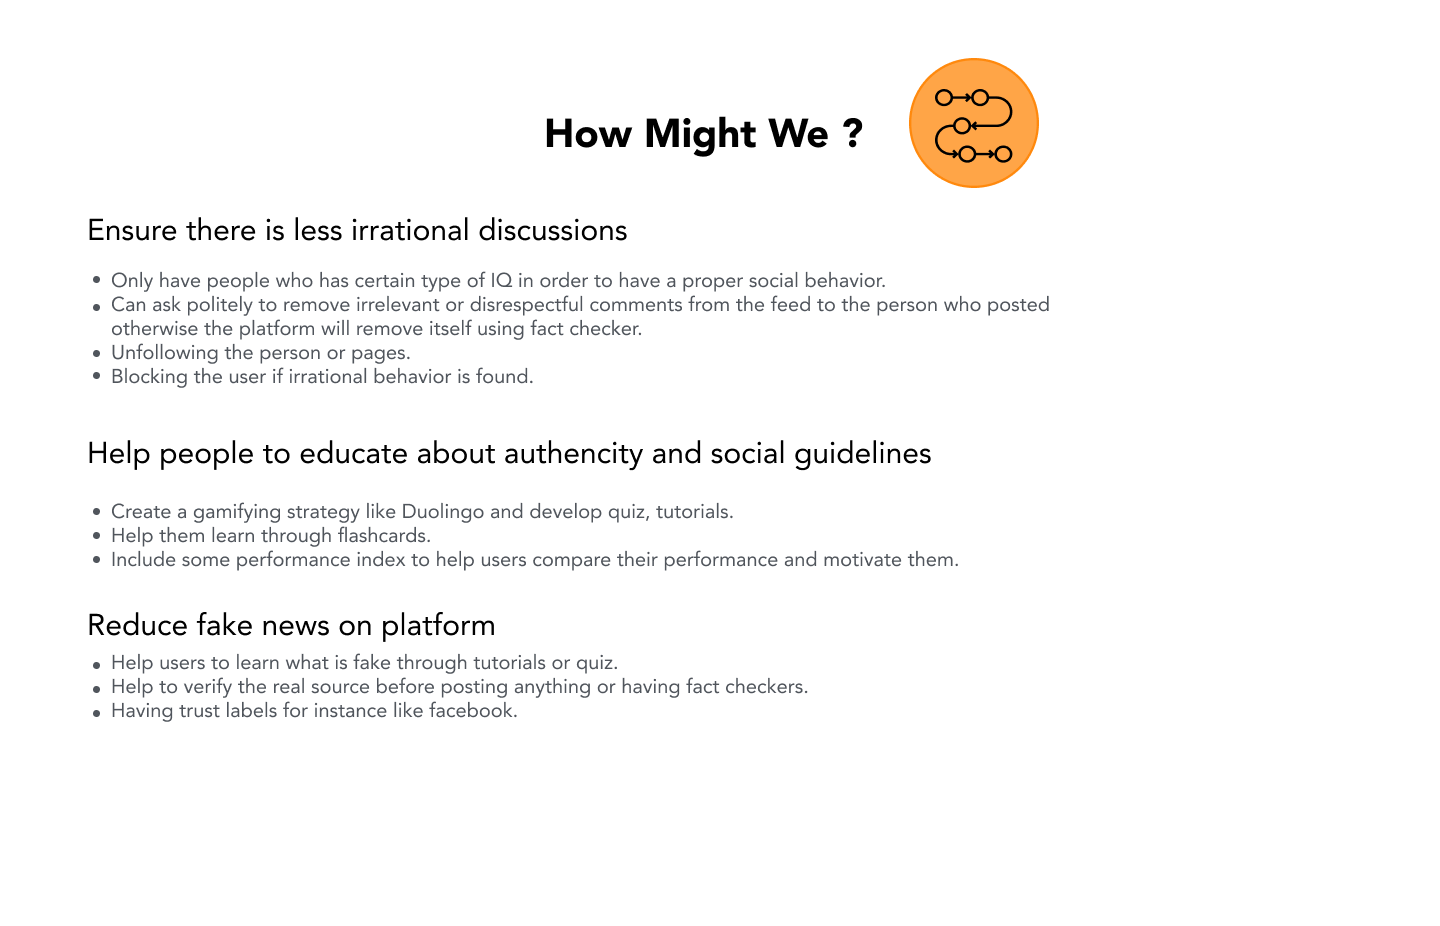 How Might We ?
Ensure there is less irrational discussions
• Only have people who has certain type of IQ in order to have a proper social behavior.
• Can ask politely to remove irrelevant or disrespectful comments from the feed to the person who posted
otherwise the platform will remove itself using fact checker.
• Unfollowing the person or pages.
• Blocking the user if irrational behavior is found.
Help people to educate about authencity and social guidelines
• Create a gamifying strategy like Duolingo and develop quiz, tutorials.
• Help them learn through flashcards.
• Include some performance index to help users compare their performance and motivate them.
Reduce fake news on platform
• Help users to learn what is fake through tutorials or quiz.
• Help to verify the real source before posting anything or having fact checkers.
• Having trust labels for instance like facebook.